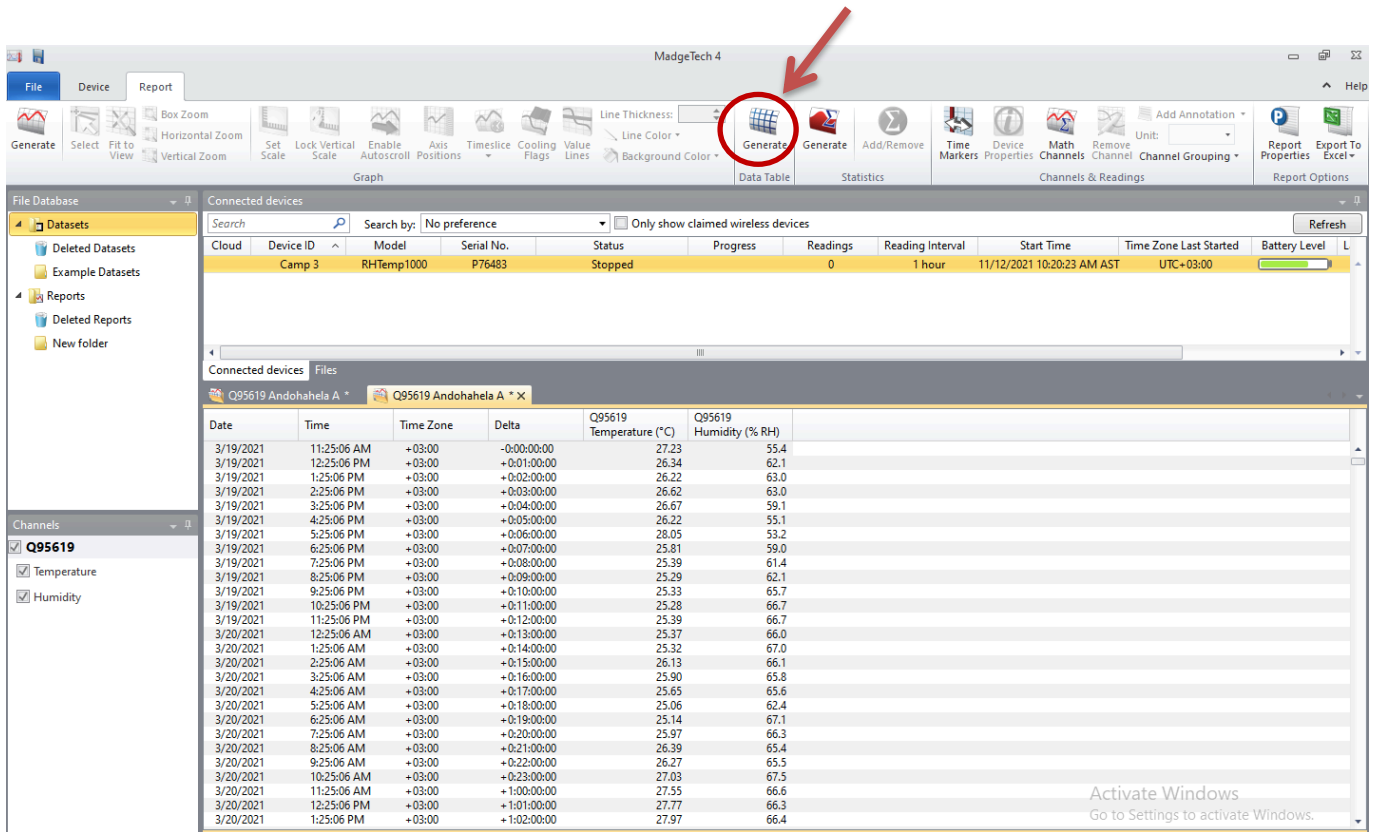 MadgeTech 4
File Device Report Help
Generate Select Fit to View Box Zoom Horizontal Zoom Vertical Zoom Set Scale Lock Vertical Scale Enable Autoscroll Axis Positions Timeslice Cooling Flags Value Lines Line Thickness: Line Color Background Color Generate Generate Add/Remove Time Markers Device Properties Math Channels Remove Channel Add Annotation Unit: Channel Grouping Report Properties Export To Excel
Graph Data Table Statistics Channels & Readings Report Options
File Database
Datasets
Deleted Datasets
Example Datasets
Reports
Deleted Reports
New folder
Connected devices
Search Search by: No preference Only show claimed wireless devices Refresh
Cloud Device ID Model Serial No. Status Progress Readings Reading Interval Start Time Time Zone Last Started Battery Level L
Camp 3 RHTemp1000 P76483 Stopped 0 1 hour 11/12/2021 10:20:23 AM AST UTC+03:00
Connected devices Files
Q95619 Andohahela A * Q95619 Andohahela A *
Channels
Q95619
Temperature
Humidity
Date Time Time Zone Delta Q95619 Temperature (°C) Q95619 Humidity (% RH)
3/19/2021 11:25:06 AM +03:00 -0:00:00:00 27.23 55.4
3/19/2021 12:25:06 PM +03:00 +0:01:00:00 26.34 62.1
3/19/2021 1:25:06 PM +03:00 +0:02:00:00 26.22 63.0
3/19/2021 2:25:06 PM +03:00 +0:03:00:00 26.62 63.0
3/19/2021 3:25:06 PM +03:00 +0:04:00:00 26.67 59.1
3/19/2021 4:25:06 PM +03:00 +0:05:00:00 26.22 55.1
3/19/2021 5:25:06 PM +03:00 +0:06:00:00 28.05 53.2
3/19/2021 6:25:06 PM +03:00 +0:07:00:00 25.81 59.0
3/19/2021 7:25:06 PM +03:00 +0:08:00:00 25.39 61.4
3/19/2021 8:25:06 PM +03:00 +0:09:00:00 25.29 62.1
3/19/2021 9:25:06 PM +03:00 +0:10:00:00 25.33 65.7
3/19/2021 10:25:06 PM +03:00 +0:11:00:00 25.28 66.7
3/19/2021 11:25:06 PM +03:00 +0:12:00:00 25.39 66.7
3/20/2021 12:25:06 AM +03:00 +0:13:00:00 25.37 66.0
3/20/2021 1:25:06 AM +03:00 +0:14:00:00 25.32 67.0
3/20/2021 2:25:06 AM +03:00 +0:15:00:00 26.13 66.1
3/20/2021 3:25:06 AM +03:00 +0:16:00:00 25.90 65.8
3/20/2021 4:25:06 AM +03:00 +0:17:00:00 25.65 65.6
3/20/2021 5:25:06 AM +03:00 +0:18:00:00 25.06 62.4
3/20/2021 6:25:06 AM +03:00 +0:19:00:00 25.14 67.1
3/20/2021 7:25:06 AM +03:00 +0:20:00:00 25.97 66.3
3/20/2021 8:25:06 AM +03:00 +0:21:00:00 26.39 65.4
3/20/2021 9:25:06 AM +03:00 +0:22:00:00 26.27 65.5
3/20/2021 10:25:06 AM +03:00 +0:23:00:00 27.03 67.5
3/20/2021 11:25:06 AM +03:00 +1:00:00:00 27.55 66.6
3/20/2021 12:25:06 PM +03:00 +1:01:00:00 27.77 66.3
3/20/2021 1:25:06 PM +03:00 +1:02:00:00 27.97 66.4
Activate Windows
Go to Settings to activate Windows.